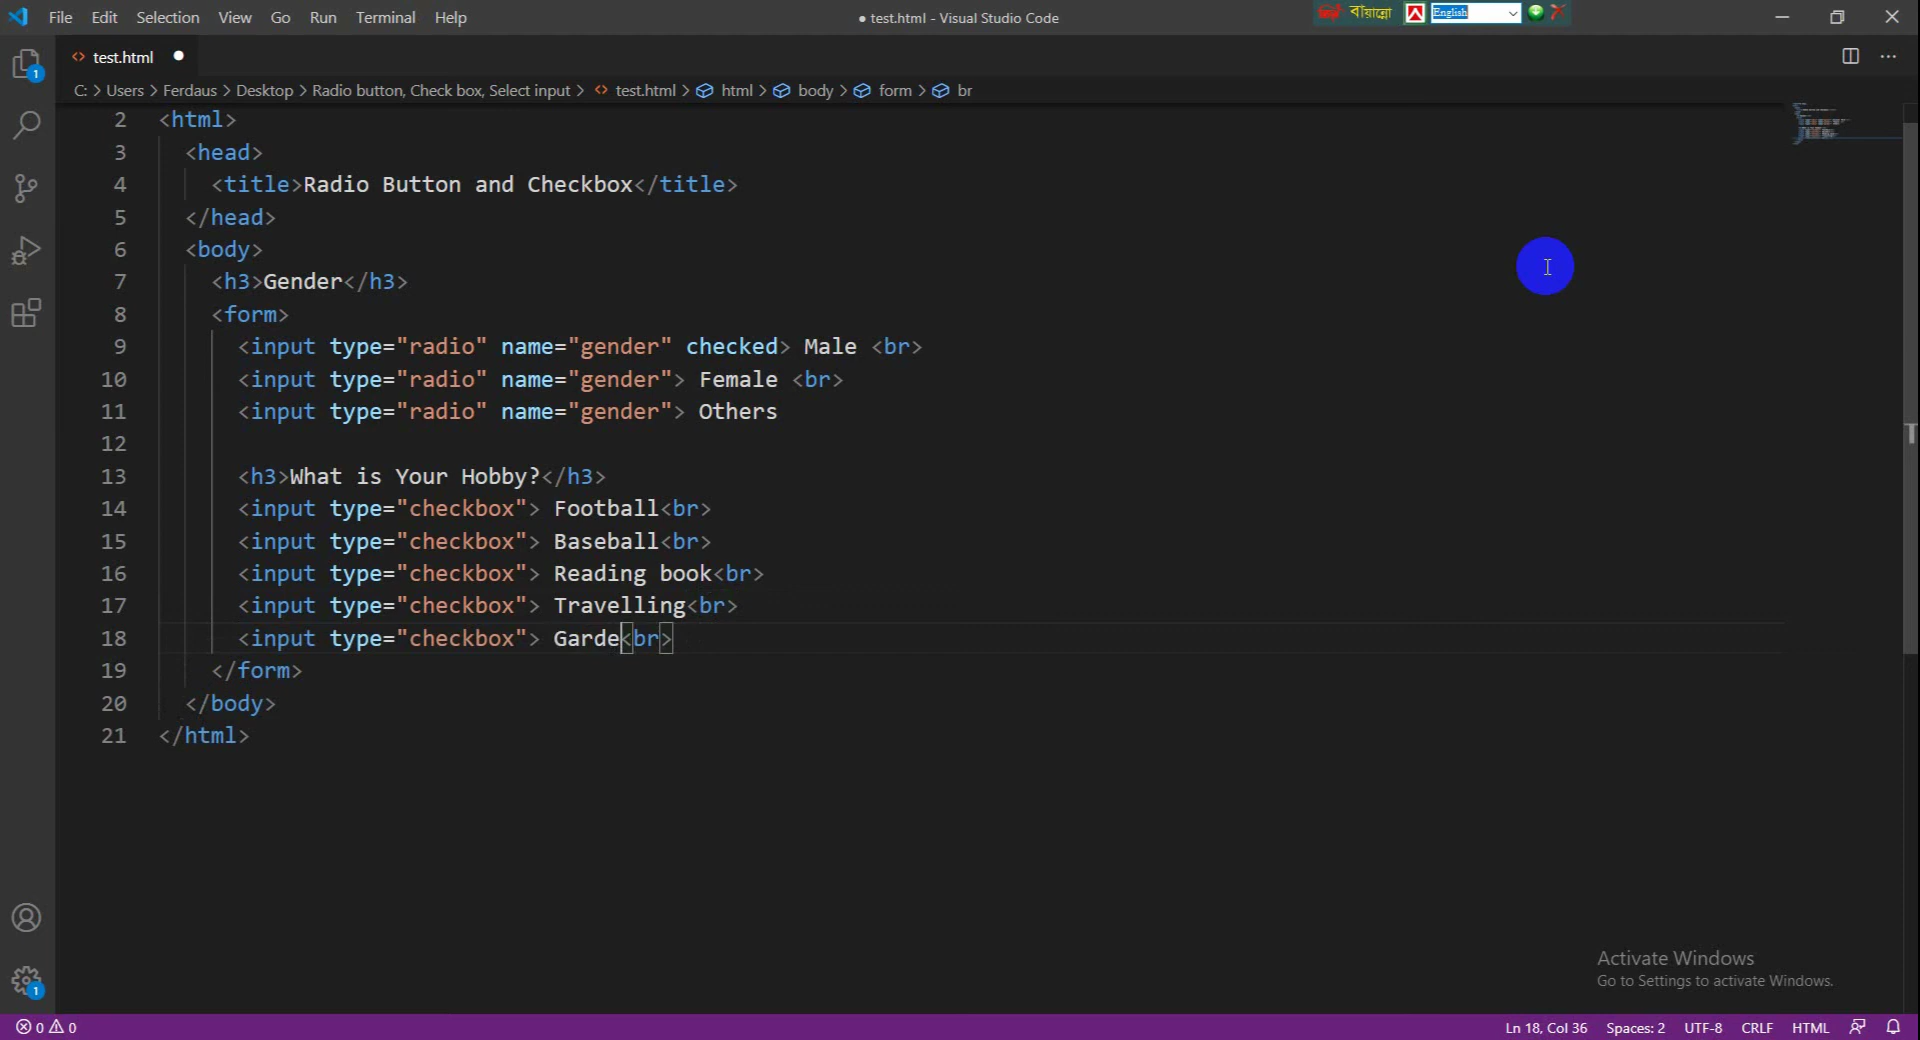 File Edit Selection View Go Run Terminal Help
● test.html - Visual Studio Code
বায়ান্নো English
<> test.html ●
C: > Users > Ferdaus > Desktop > Radio button, Check box, Select input > <> test.html > html > body > form > br
2 <html>
3 <head>
4 <title>Radio Button and Checkbox</title>
5 </head>
6 <body>
7 <h3>Gender</h3>
8 <form>
9 <input type="radio" name="gender" checked> Male <br>
10 <input type="radio" name="gender"> Female <br>
11 <input type="radio" name="gender"> Others
12
13 <h3>What is Your Hobby?</h3>
14 <input type="checkbox"> Football<br>
15 <input type="checkbox"> Baseball<br>
16 <input type="checkbox"> Reading book<br>
17 <input type="checkbox"> Travelling<br>
18 <input type="checkbox"> Garde<br>
19 </form>
20 </body>
21 </html>
1
1
Activate Windows
Go to Settings to activate Windows.
0 0 Ln 18, Col 36 Spaces: 2 UTF-8 CRLF HTML